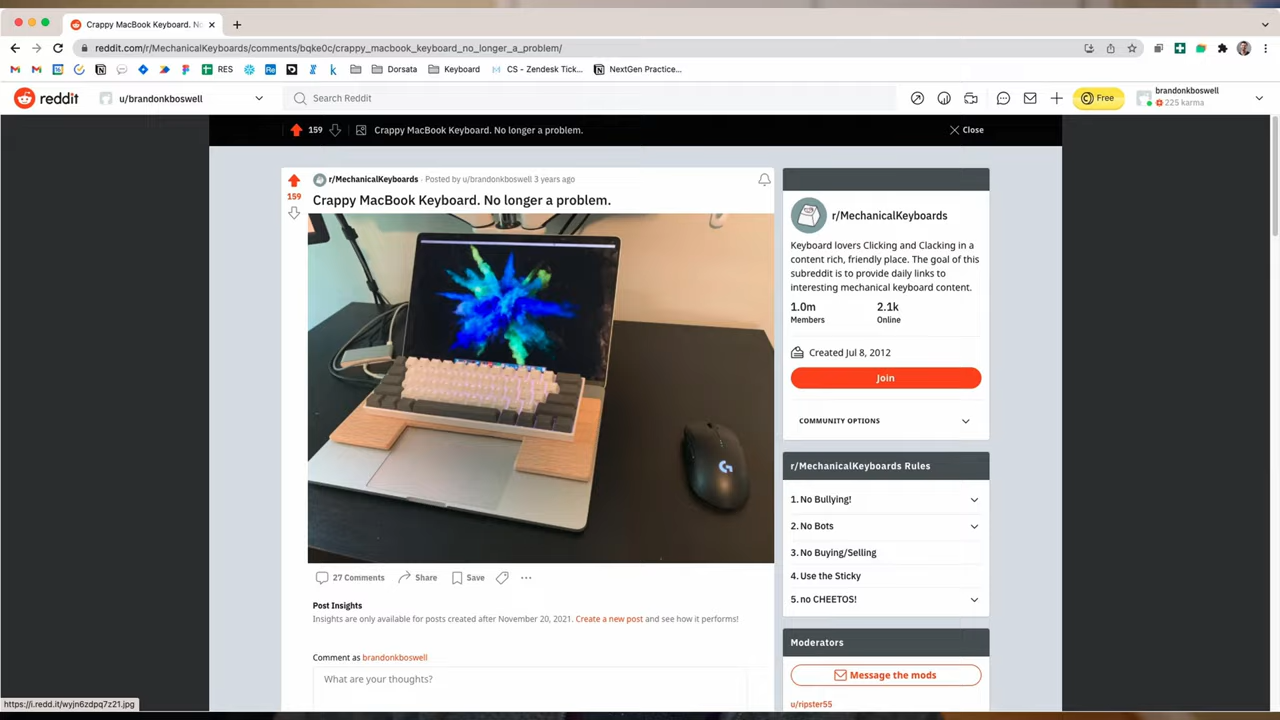 Crappy MacBook Keyboard. No
reddit.com/r/MechanicalKeyboards/comments/bqke0c/crappy_macbook_keyboard_no_longer_a_problem/
RES
Dorsata
Keyboard
CS - Zendesk Tick...
NextGen Practice...
reddit
u/brandonkboswell
Search Reddit
Free
brandonkboswell
225 karma
159
Crappy MacBook Keyboard. No longer a problem.
Close
159
r/MechanicalKeyboards · Posted by u/brandonkboswell 3 years ago
Crappy MacBook Keyboard. No longer a problem.
27 Comments
Share
Save
Post Insights
Insights are only available for posts created after November 20, 2021. Create a new post and see how it performs!
Comment as brandonkboswell
What are your thoughts?
r/MechanicalKeyboards
Keyboard lovers Clicking and Clacking in a
content rich, friendly place. The goal of this
subreddit is to provide daily links to
interesting mechanical keyboard content.
1.0m 2.1k
Members Online
Created Jul 8, 2012
Join
COMMUNITY OPTIONS
r/MechanicalKeyboards Rules
1. No Bullying!
2. No Bots
3. No Buying/Selling
4. Use the Sticky
5. no CHEETOS!
Moderators
Message the mods
u/ripster55
https://i.redd.it/wyjn6zdpq7z21.jpg